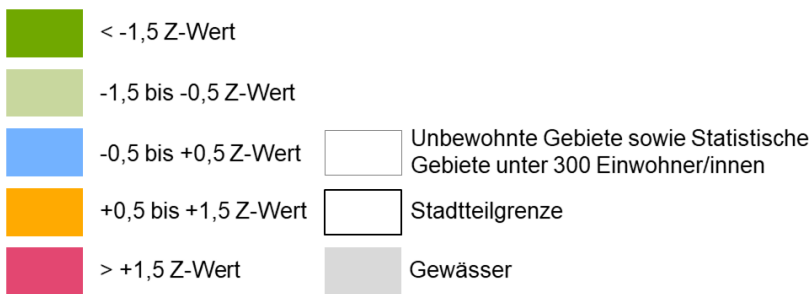 < -1,5 Z-Wert
-1,5 bis -0,5 Z-Wert
-0,5 bis +0,5 Z-Wert
+0,5 bis +1,5 Z-Wert
> +1,5 Z-Wert
Unbewohnte Gebiete sowie Statistische
Gebiete unter 300 Einwohner/innen
Stadtteilgrenze
Gewässer